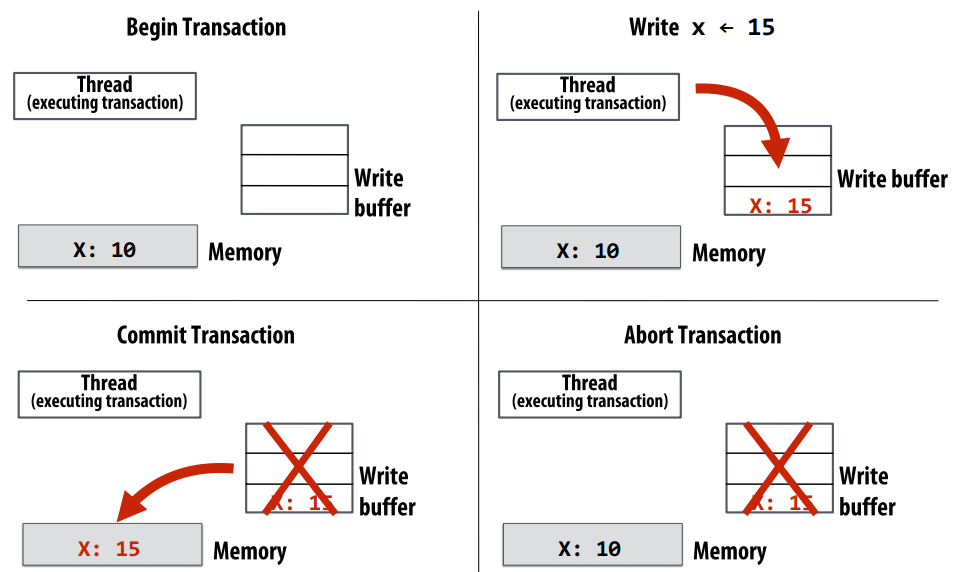 Begin Transaction
Thread
(executing transaction)
Write
buffer
X: 10
Memory
Write x ← 15
Thread
(executing transaction)
Write buffer
X: 15
X: 10
Memory
Commit Transaction
Thread
(executing transaction)
Write
buffer
X: 15
X: 15
Memory
Abort Transaction
Thread
(executing transaction)
Write
buffer
X: 15
X: 10
Memory